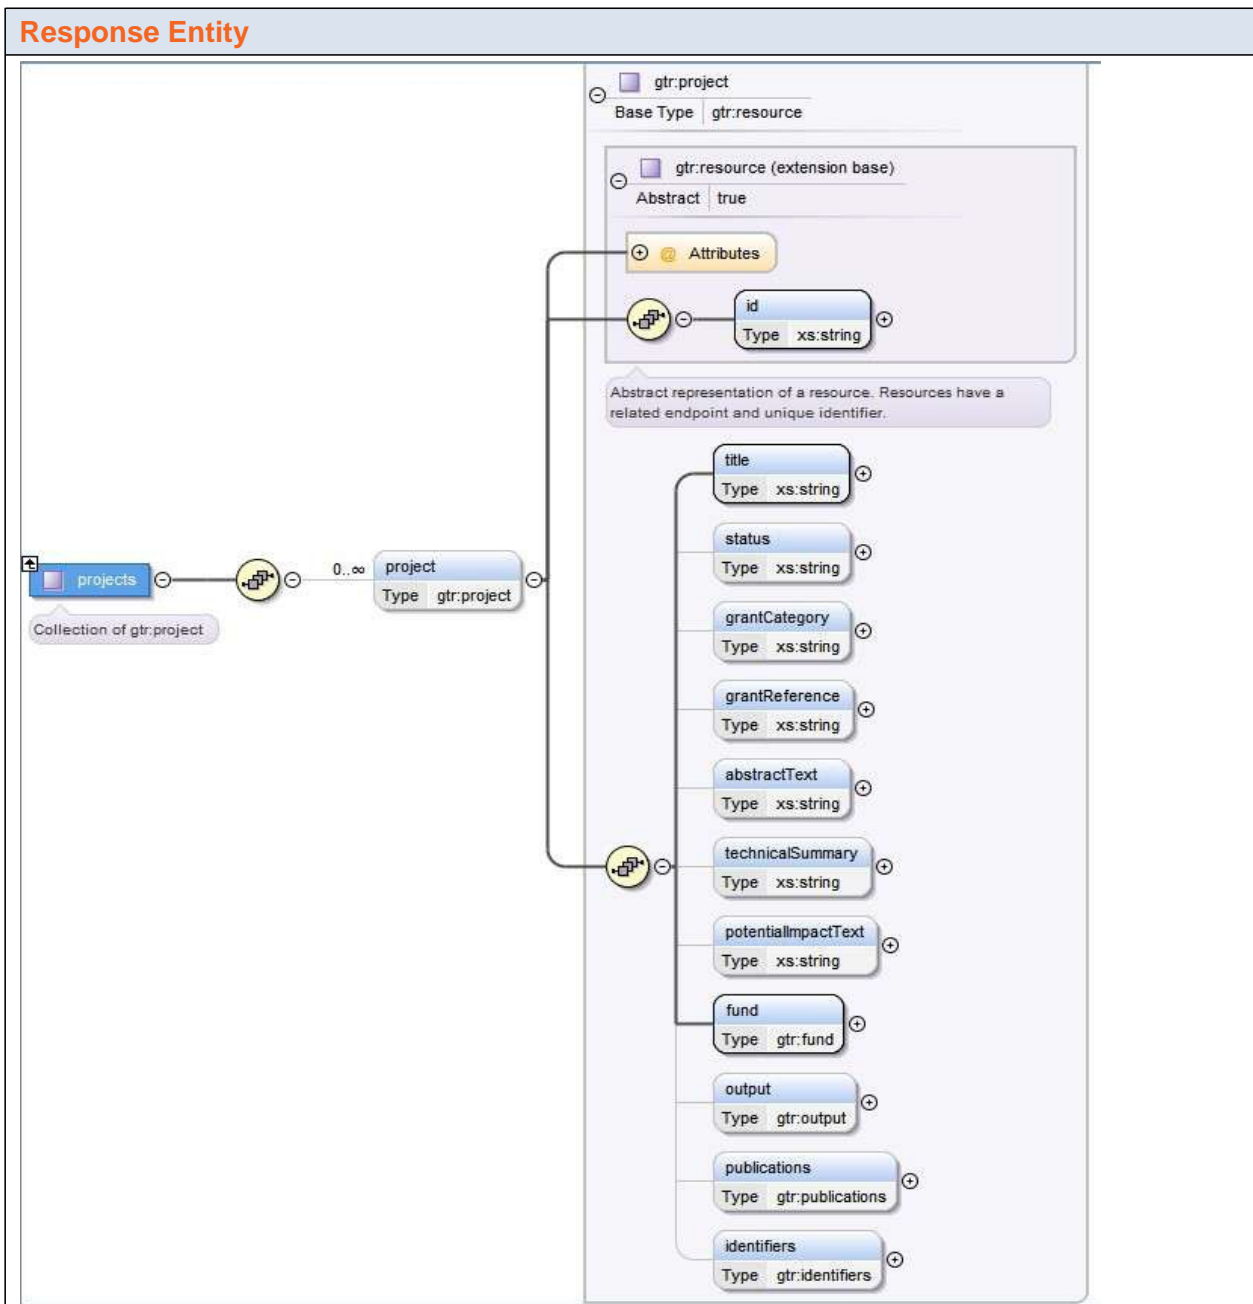 Response Entity
gtr:project
Base Type gtr:resource
gtr:resource (extension base)
Abstract true
@ Attributes
id
Type xs:string
Abstract representation of a resource. Resources have a
related endpoint and unique identifier.
title
Type xs:string
status
Type xs:string
projects
0..∞
project
Type gtr:project
Collection of gtr:project
grantCategory
Type xs:string
grantReference
Type xs:string
abstractText
Type xs:string
technicalSummary
Type xs:string
potentialImpactText
Type xs:string
fund
Type gtr:fund
output
Type gtr:output
publications
Type gtr:publications
identifiers
Type gtr:identifiers